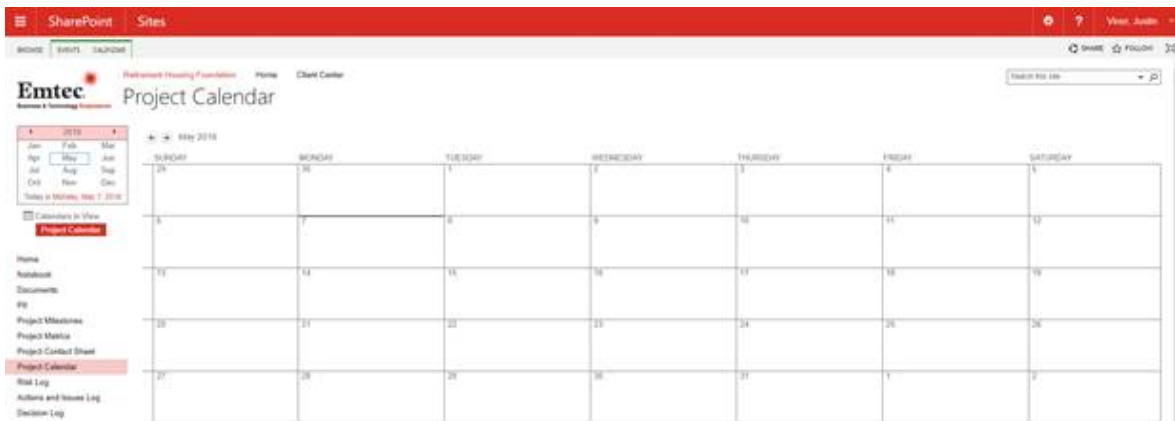 SharePoint Sites
BROWSE EVENTS CALENDAR SHARE FOLLOW
Emtec
Retirement Housing Foundation Home Client Center
Project Calendar
Search this site
2018
Jan Feb Mar
Apr May Jun
Jul Aug Sep
Oct Nov Dec
Today is Monday, May 7, 2018
Calendars in View
Project Calendar
Home
Notebook
Documents
Project Milestones
Project Metrics
Project Contact Sheet
Project Calendar
Risk Log
Actions and Issues Log
Decision Log
May 2018
SUNDAY MONDAY TUESDAY WEDNESDAY THURSDAY FRIDAY SATURDAY
29 30 1 2 3 4 5
6 7 8 9 10 11 12
13 14 15 16 17 18 19
20 21 22 23 24 25 26
27 28 29 30 31 1 2